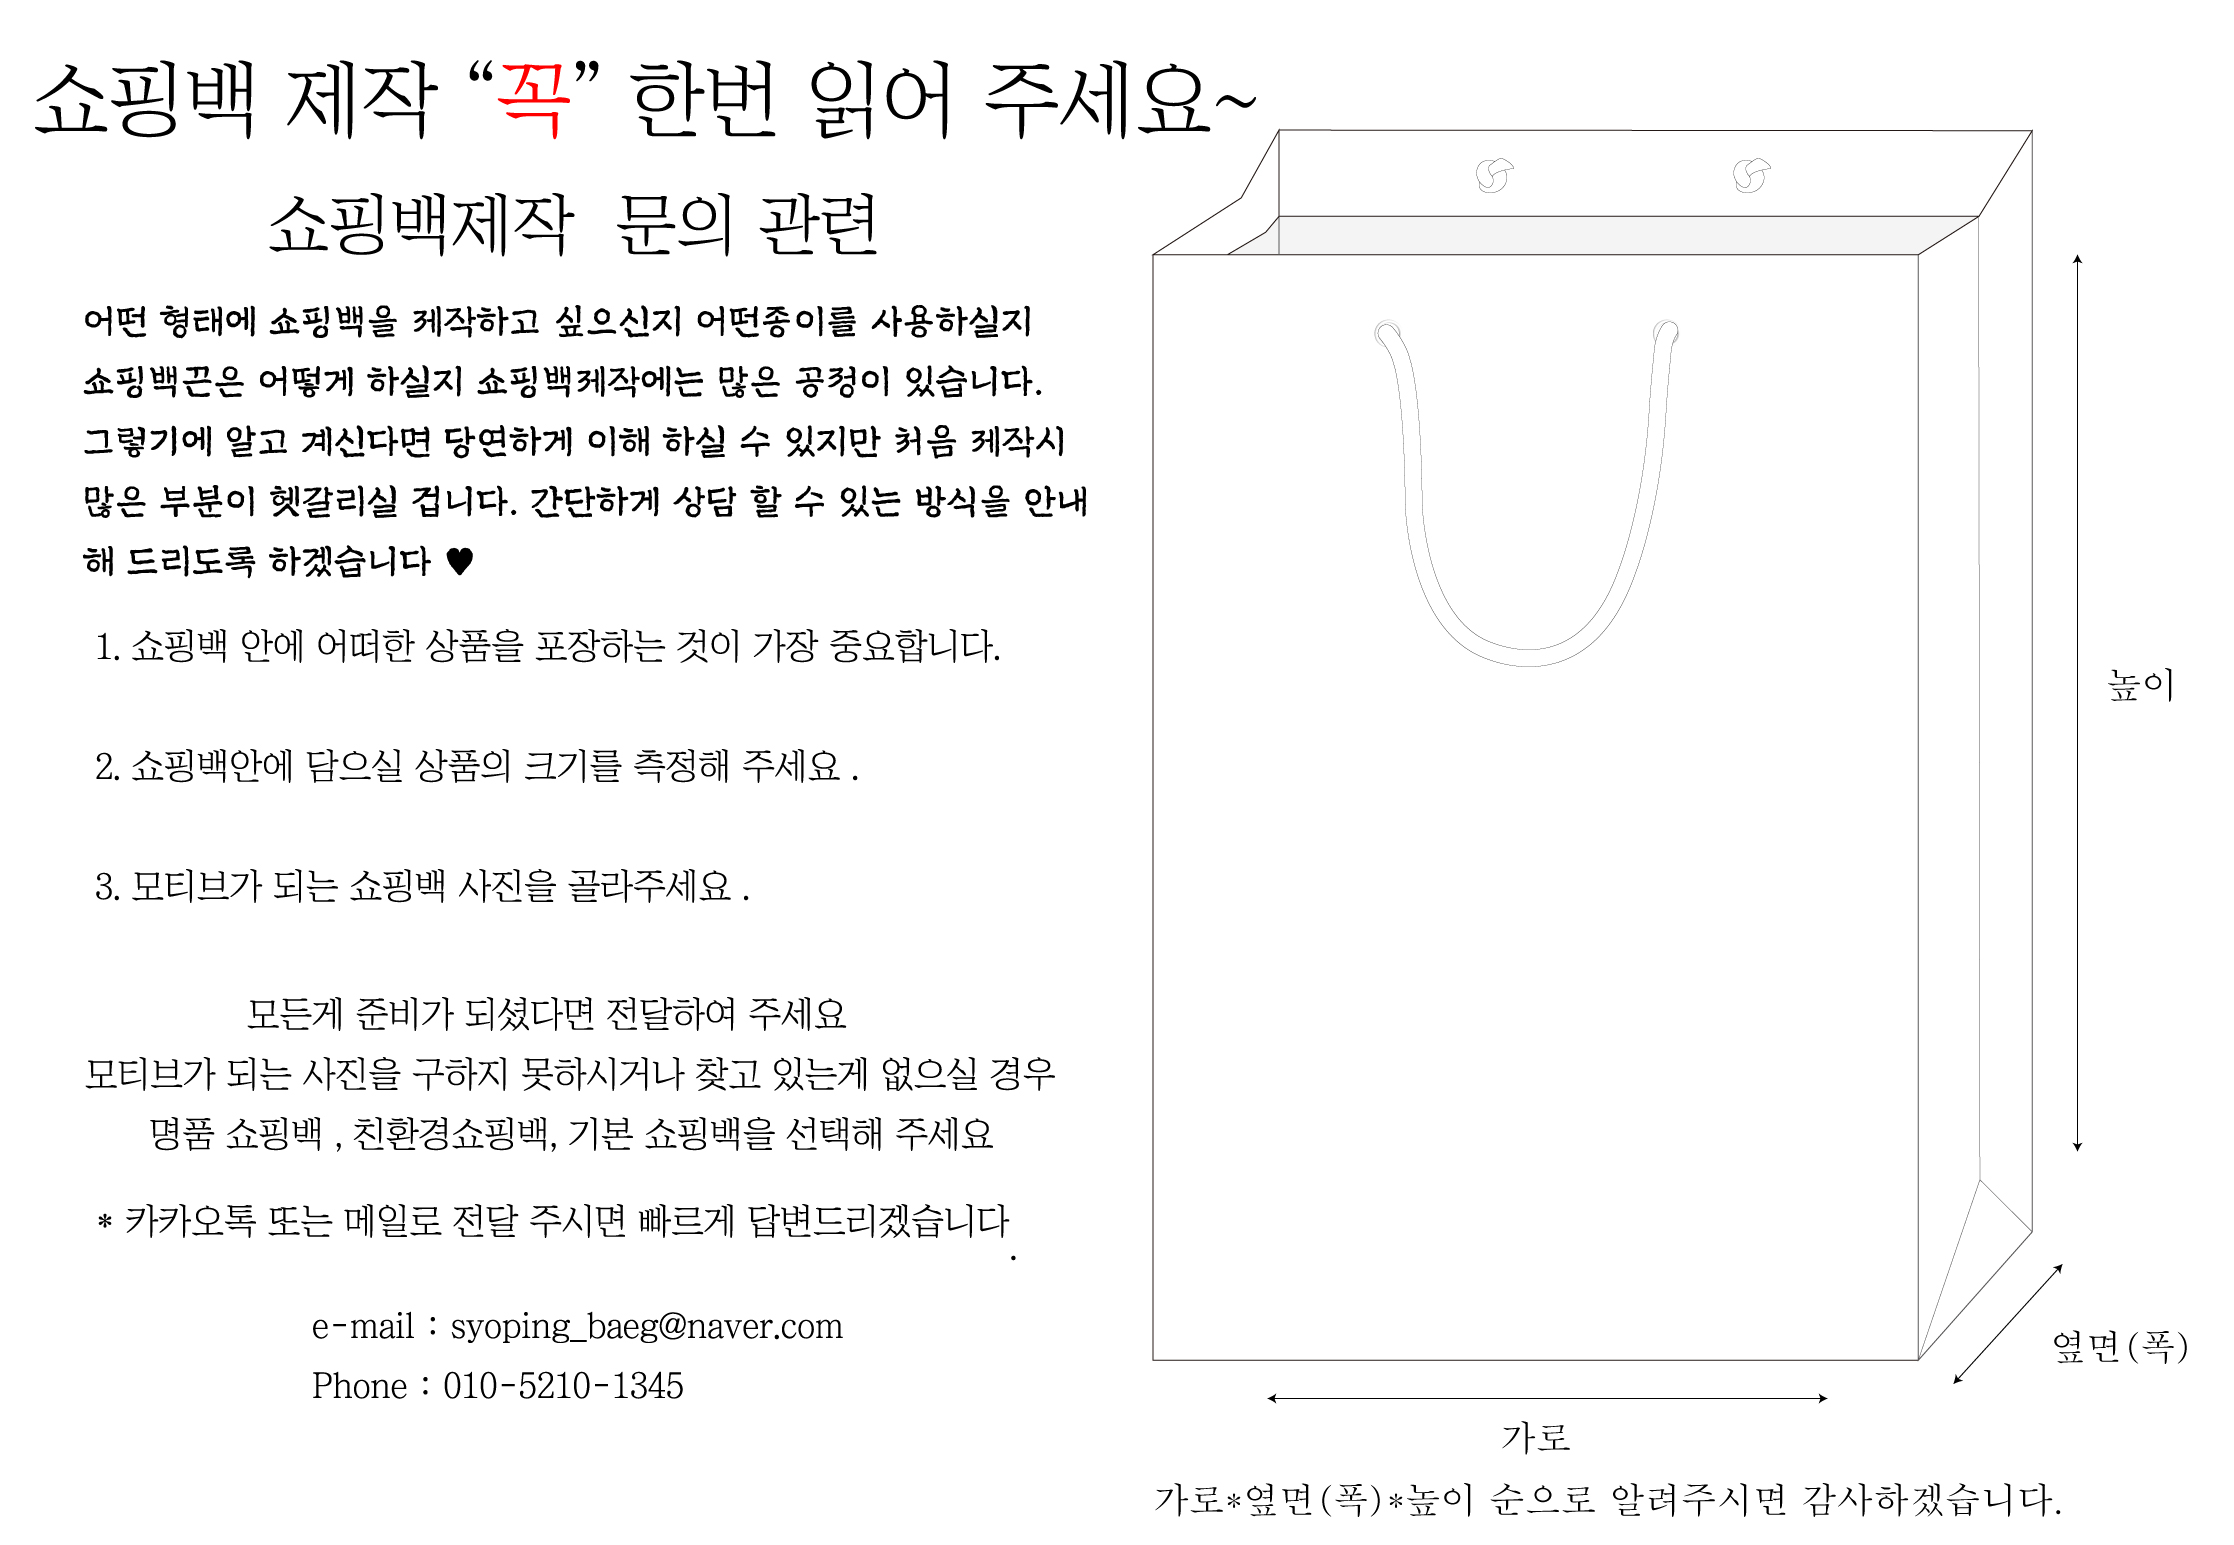 쇼핑백 제작 “꼭” 한번 읽어 주세요~
쇼핑백제작 문의 관련
어떤 형태에 쇼핑백을 제작하고 싶으신지 어떤종이를 사용하실지
쇼핑백끈은 어떻게 하실지 쇼핑백제작에는 많은 공정이 있습니다.
그렇기에 알고 계신다면 당연하게 이해 하실 수 있지만 처음 제작시
많은 부분이 헷갈리실 겁니다. 간단하게 상담 할 수 있는 방식을 안내
해 드리도록 하겠습니다 ♥
1. 쇼핑백 안에 어떠한 상품을 포장하는 것이 가장 중요합니다.
2. 쇼핑백안에 담으실 상품의 크기를 측정해 주세요 .
3. 모티브가 되는 쇼핑백 사진을 골라주세요 .
모든게 준비가 되셨다면 전달하여 주세요
모티브가 되는 사진을 구하지 못하시거나 찾고 있는게 없으실 경우
명품 쇼핑백 , 친환경쇼핑백, 기본 쇼핑백을 선택해 주세요
* 카카오톡 또는 메일로 전달 주시면 빠르게 답변드리겠습니다
.
e-mail : syoping_baeg@naver.com
Phone : 010-5210-1345
높이
옆면(폭)
가로
가로*옆면(폭)*높이 순으로 알려주시면 감사하겠습니다.